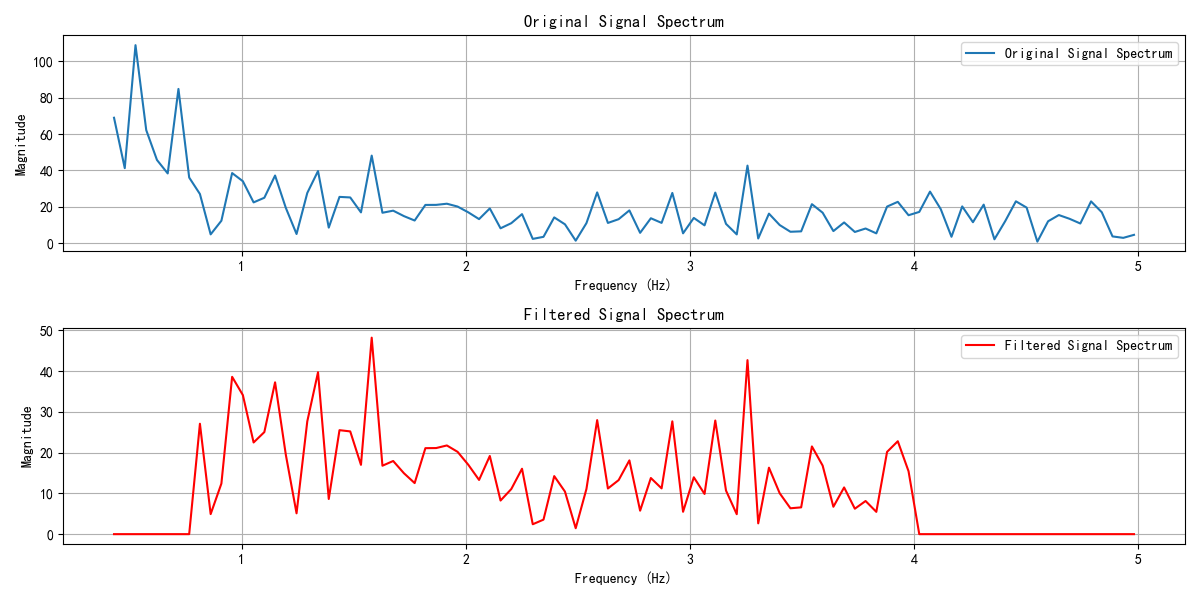 Original Signal Spectrum
Original Signal Spectrum
Magnitude
100
80
60
40
20
0
1 2 3 4 5
Frequency (Hz)
Filtered Signal Spectrum
Filtered Signal Spectrum
Magnitude
50
40
30
20
10
0
1 2 3 4 5
Frequency (Hz)